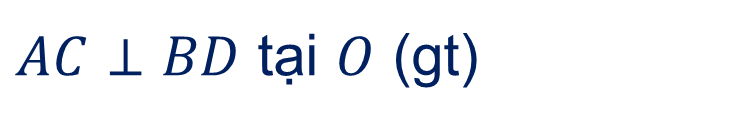 AC ⊥ BD tại O (gt)